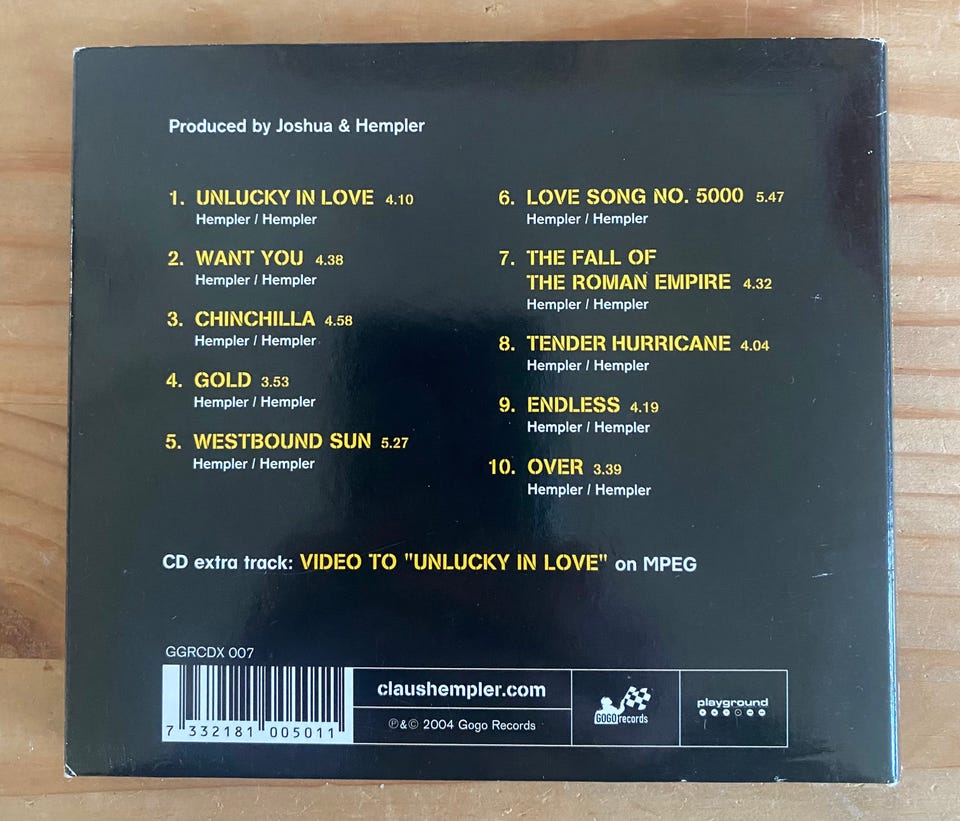 Produced by Joshua & Hempler
1. UNLUCKY IN LOVE 4.10
Hempler / Hempler
2. WANT YOU 4.38
Hempler / Hempler
3. CHINCHILLA 4.58
Hempler / Hempler
4. GOLD 3.53
Hempler / Hempler
5. WESTBOUND SUN 5.27
Hempler / Hempler
6. LOVE SONG NO. 5000 5.47
Hempler / Hempler
7. THE FALL OF
THE ROMAN EMPIRE 4.32
Hempler / Hempler
8. TENDER HURRICANE 4.04
Hempler / Hempler
9. ENDLESS 4.19
Hempler / Hempler
10. OVER 3.39
Hempler / Hempler
CD extra track: VIDEO TO "UNLUCKY IN LOVE" on MPEG
GGRCDX 007
7 332181 005011
claushempler.com
℗&© 2004 Gogo Records
GOGO records
playground